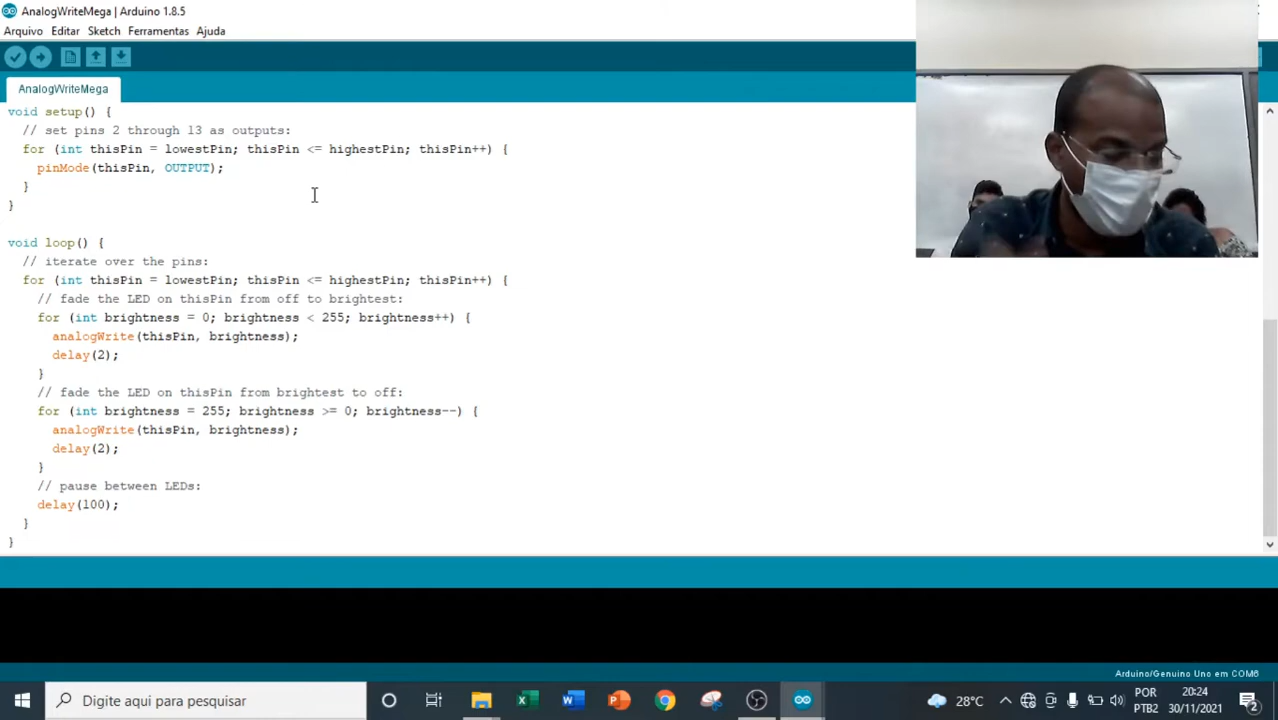 AnalogWriteMega | Arduino 1.8.5
Arquivo Editar Sketch Ferramentas Ajuda
AnalogWriteMega
void setup() {
// set pins 2 through 13 as outputs:
for (int thisPin = lowestPin; thisPin <= highestPin; thisPin++) {
pinMode(thisPin, OUTPUT);
}
}
void loop() {
// iterate over the pins:
for (int thisPin = lowestPin; thisPin <= highestPin; thisPin++) {
// fade the LED on thisPin from off to brightest:
for (int brightness = 0; brightness < 255; brightness++) {
analogWrite(thisPin, brightness);
delay(2);
}
// fade the LED on thisPin from brightest to off:
for (int brightness = 255; brightness >= 0; brightness--) {
analogWrite(thisPin, brightness);
delay(2);
}
// pause between LEDs:
delay(100);
}
}
Arduino/Genuino Uno em COM6
Digite aqui para pesquisar
28°C
POR
PTB2
20:24
30/11/2021
2